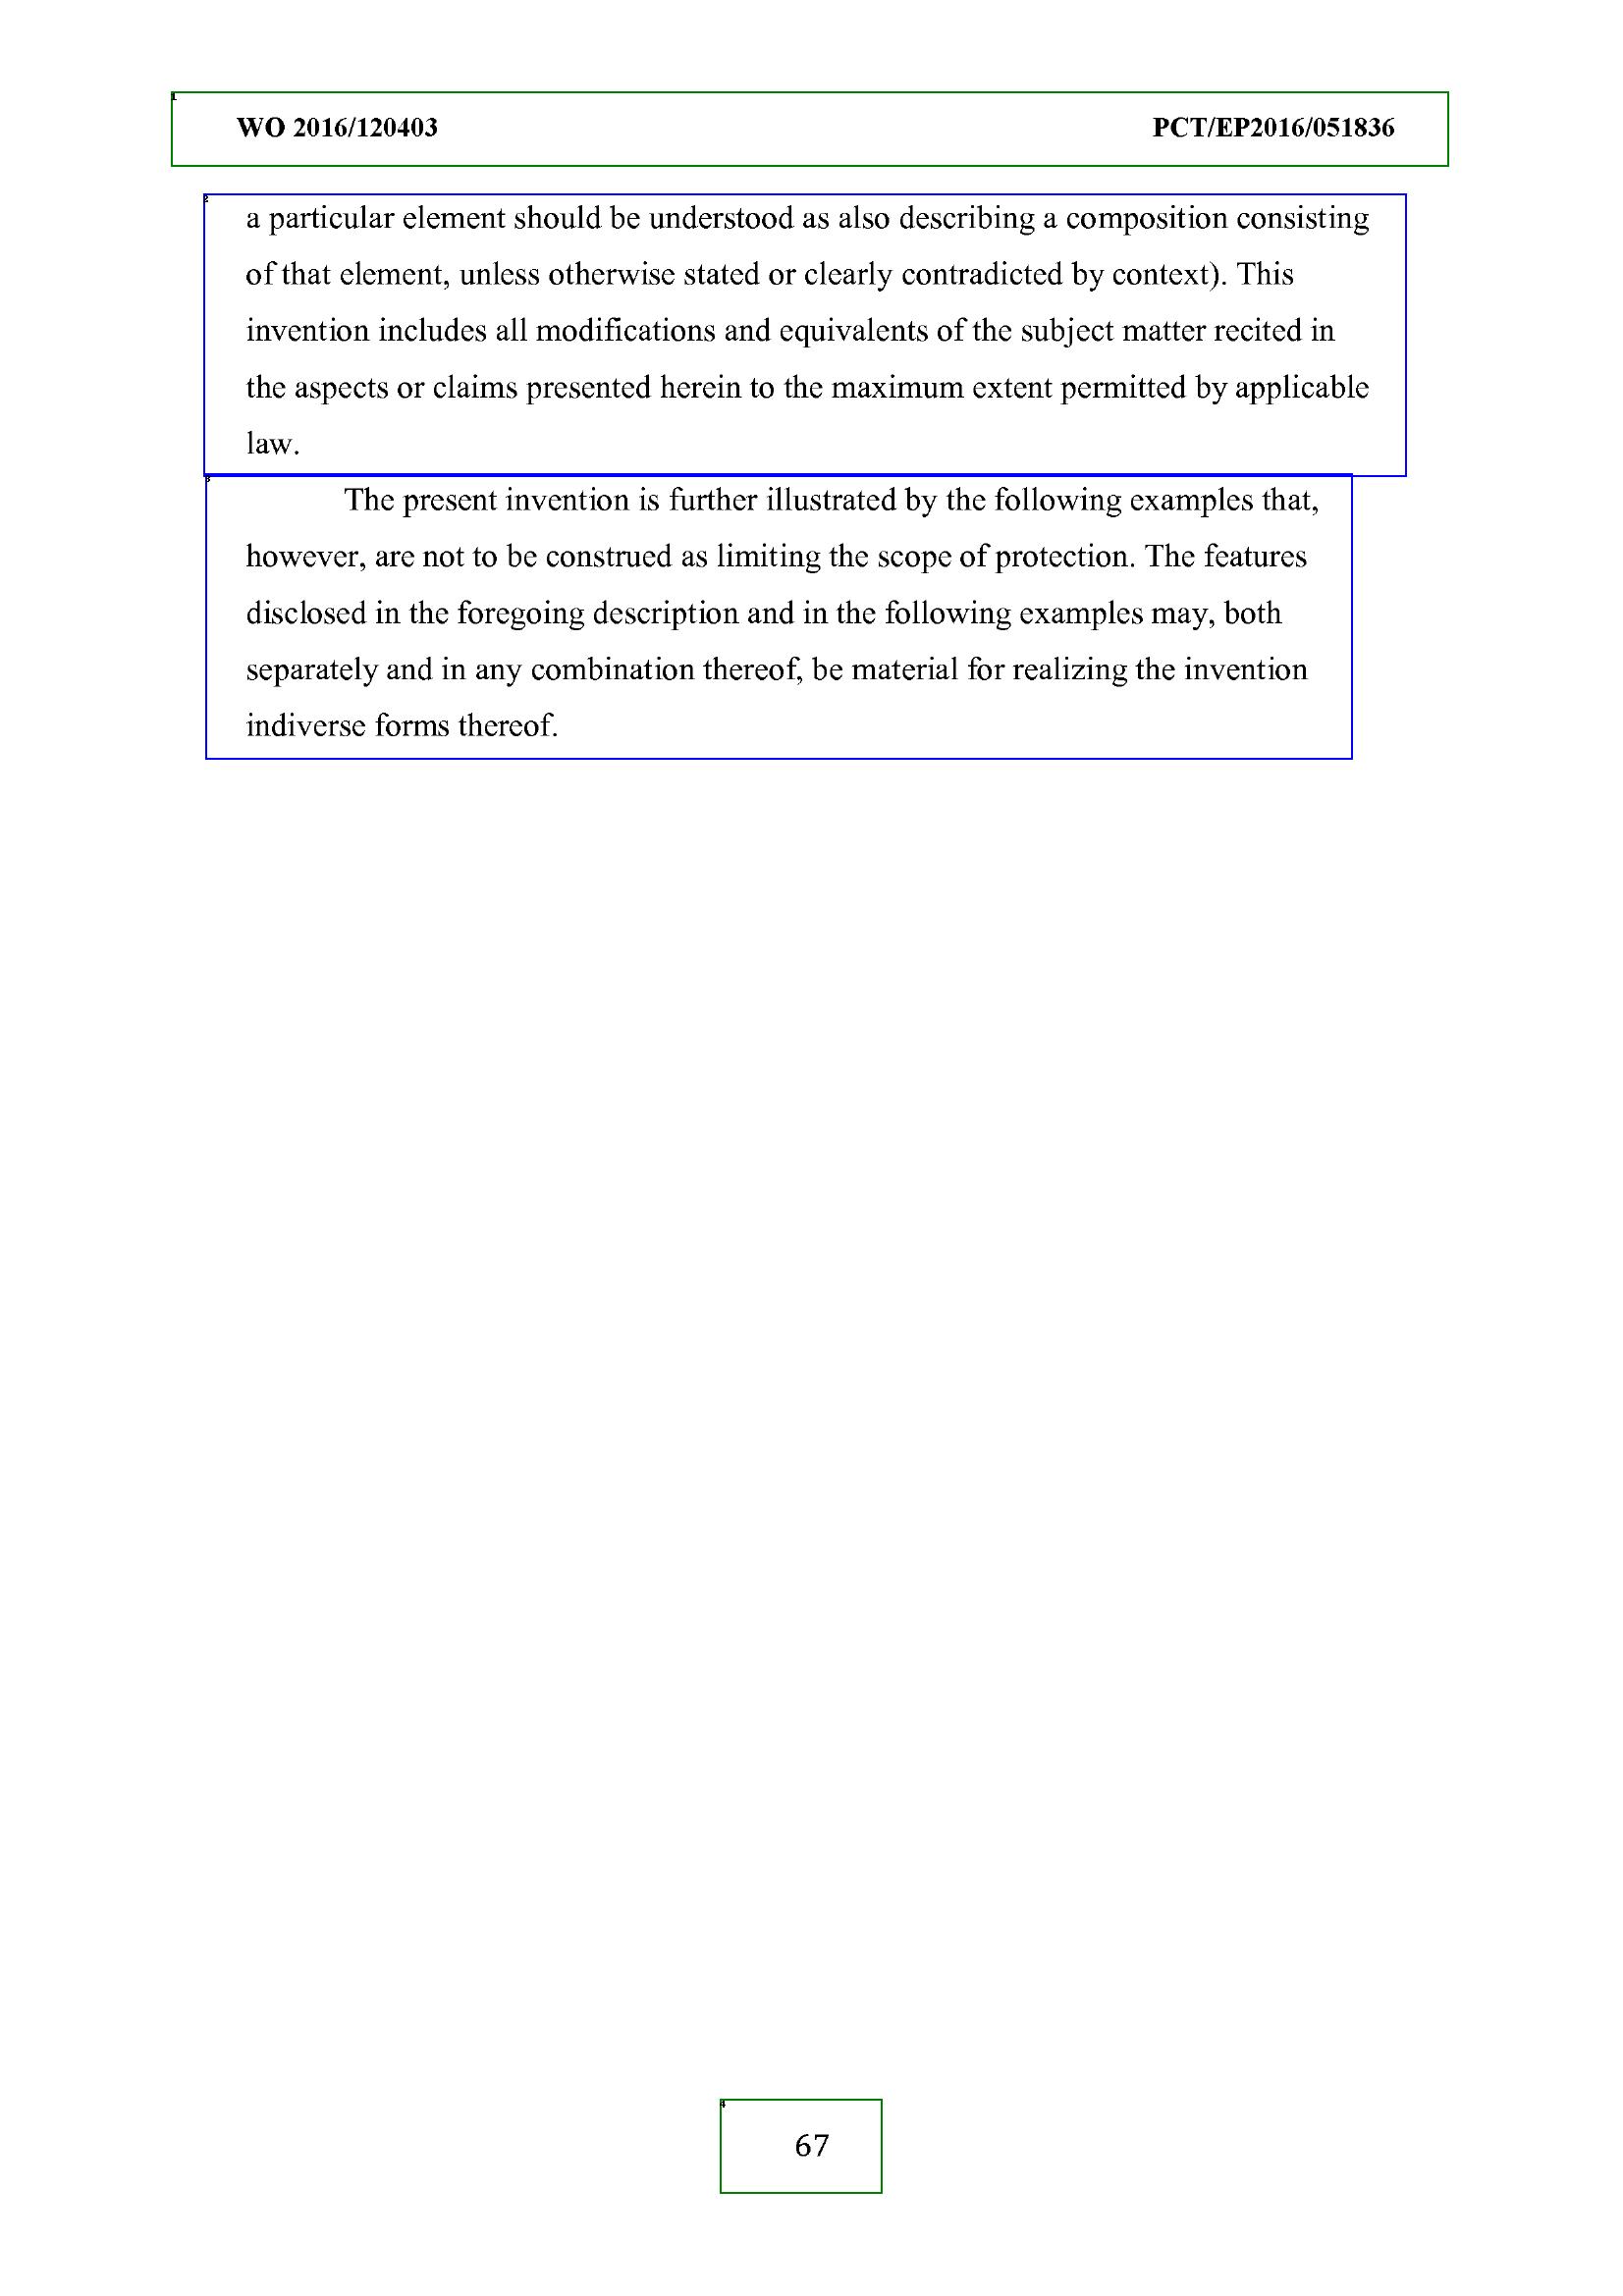 WO 2016/120403 PCT/EP2016/051836
a particular element should be understood as also describing a composition consisting
of that element, unless otherwise stated or clearly contradicted by context). This
invention includes all modifications and equivalents of the subject matter recited in
the aspects or claims presented herein to the maximum extent permitted by applicable
law.
The present invention is further illustrated by the following examples that,
however, are not to be construed as limiting the scope of protection. The features
disclosed in the foregoing description and in the following examples may, both
separately and in any combination thereof, be material for realizing the invention
indiverse forms thereof.
67